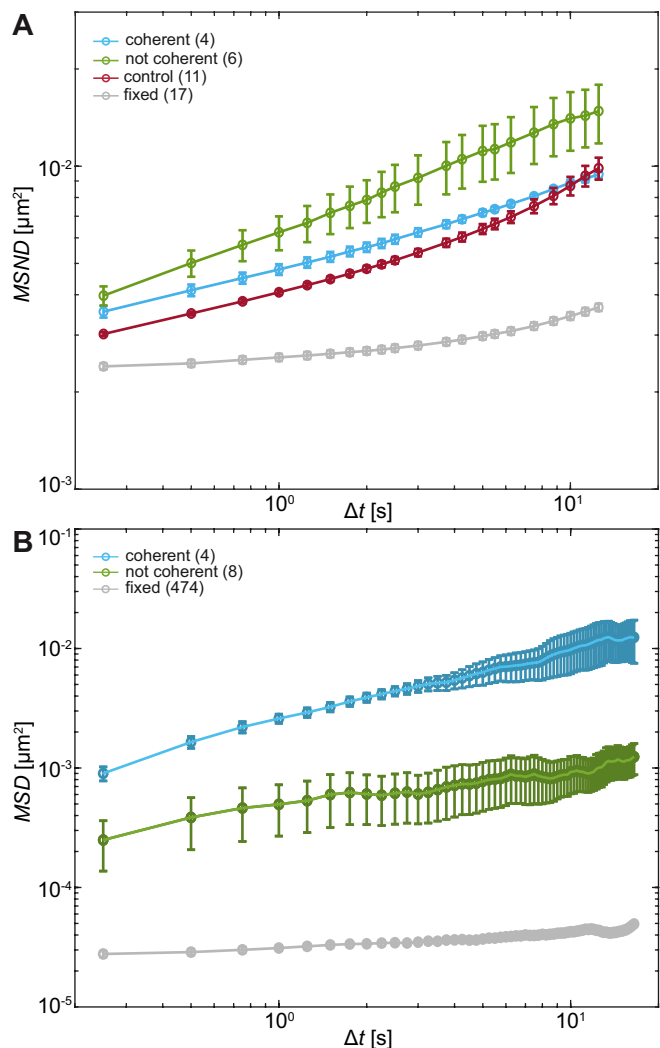 A
coherent (4)
not coherent (6)
control (11)
fixed (17)
MSND [µm²]
10⁻²
10⁻³
10⁰
10¹
Δt [s]
B
coherent (4)
not coherent (8)
fixed (474)
MSD [µm²]
10⁻¹
10⁻²
10⁻³
10⁻⁴
10⁻⁵
10⁰
10¹
Δt [s]